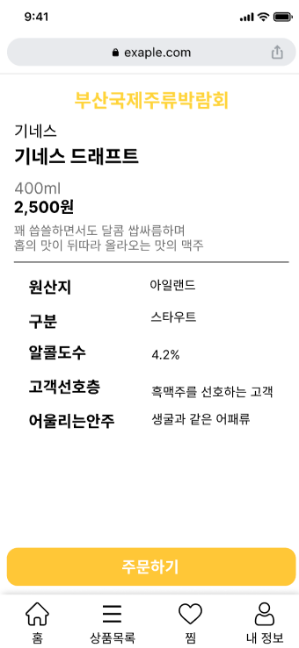 9:41
exaple.com
부산국제주류박람회
기네스
기네스 드래프트
400ml
2,500원
꽤 씁쓸하면서도 달콤 쌉싸름하며
홉의 맛이 뒤따라 올라오는 맛의 맥주
원산지 아일랜드
구분 스타우트
알콜도수 4.2%
고객선호층 흑맥주를 선호하는 고객
어울리는안주 생굴과 같은 어패류
주문하기
홈 상품목록 찜 내 정보